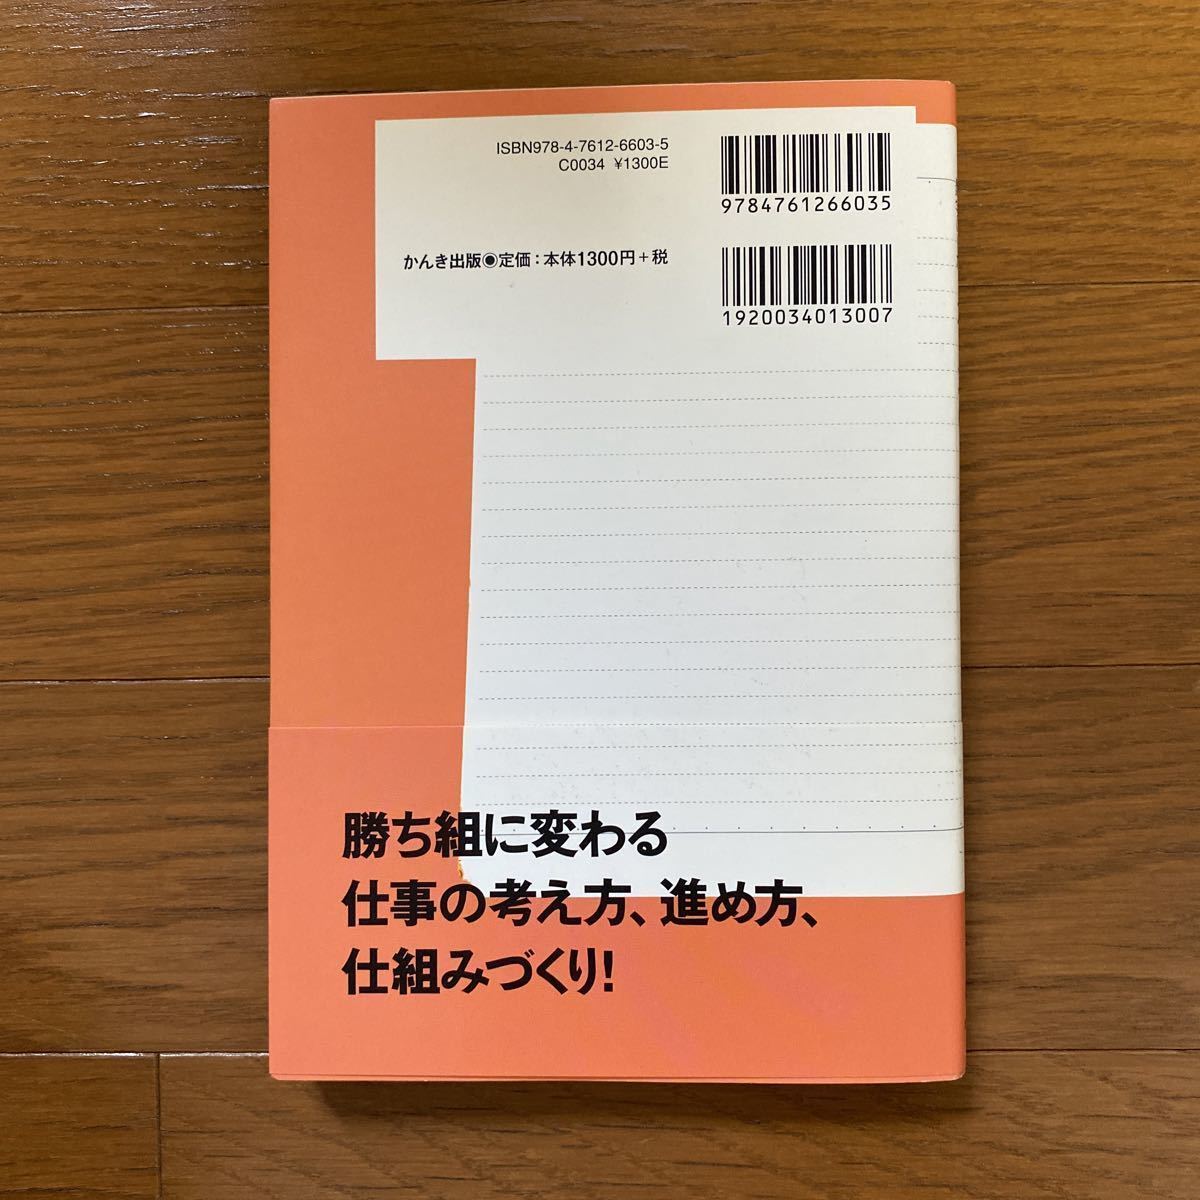 ISBN978-4-7612-6603-5
C0034 ¥1300E
9784761266035
かんき出版◉定価：本体1300円＋税
1920034013007
勝ち組に変わる
仕事の考え方、進め方、
仕組みづくり！